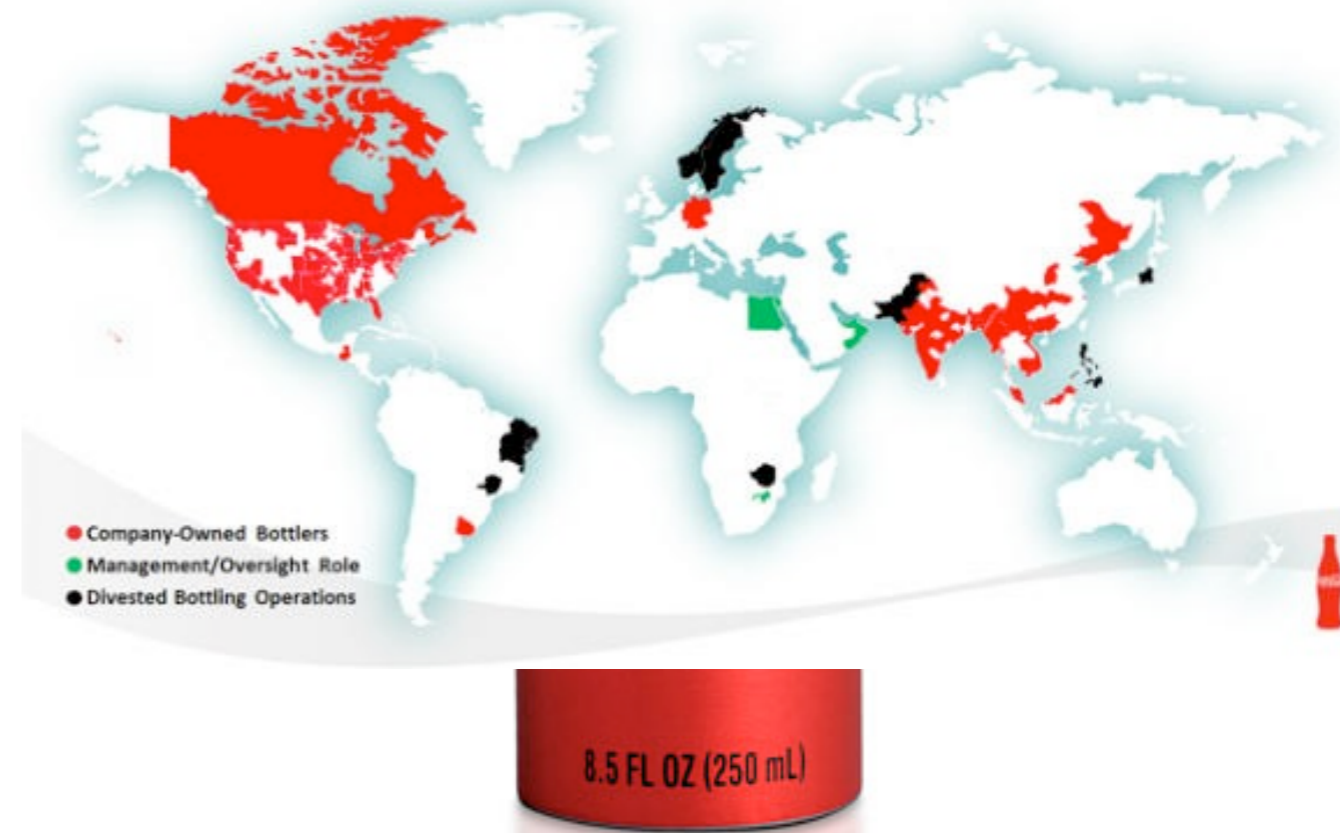 Company-Owned Bottlers
Management/Oversight Role
Divested Bottling Operations
8.5 FL OZ (250 mL)